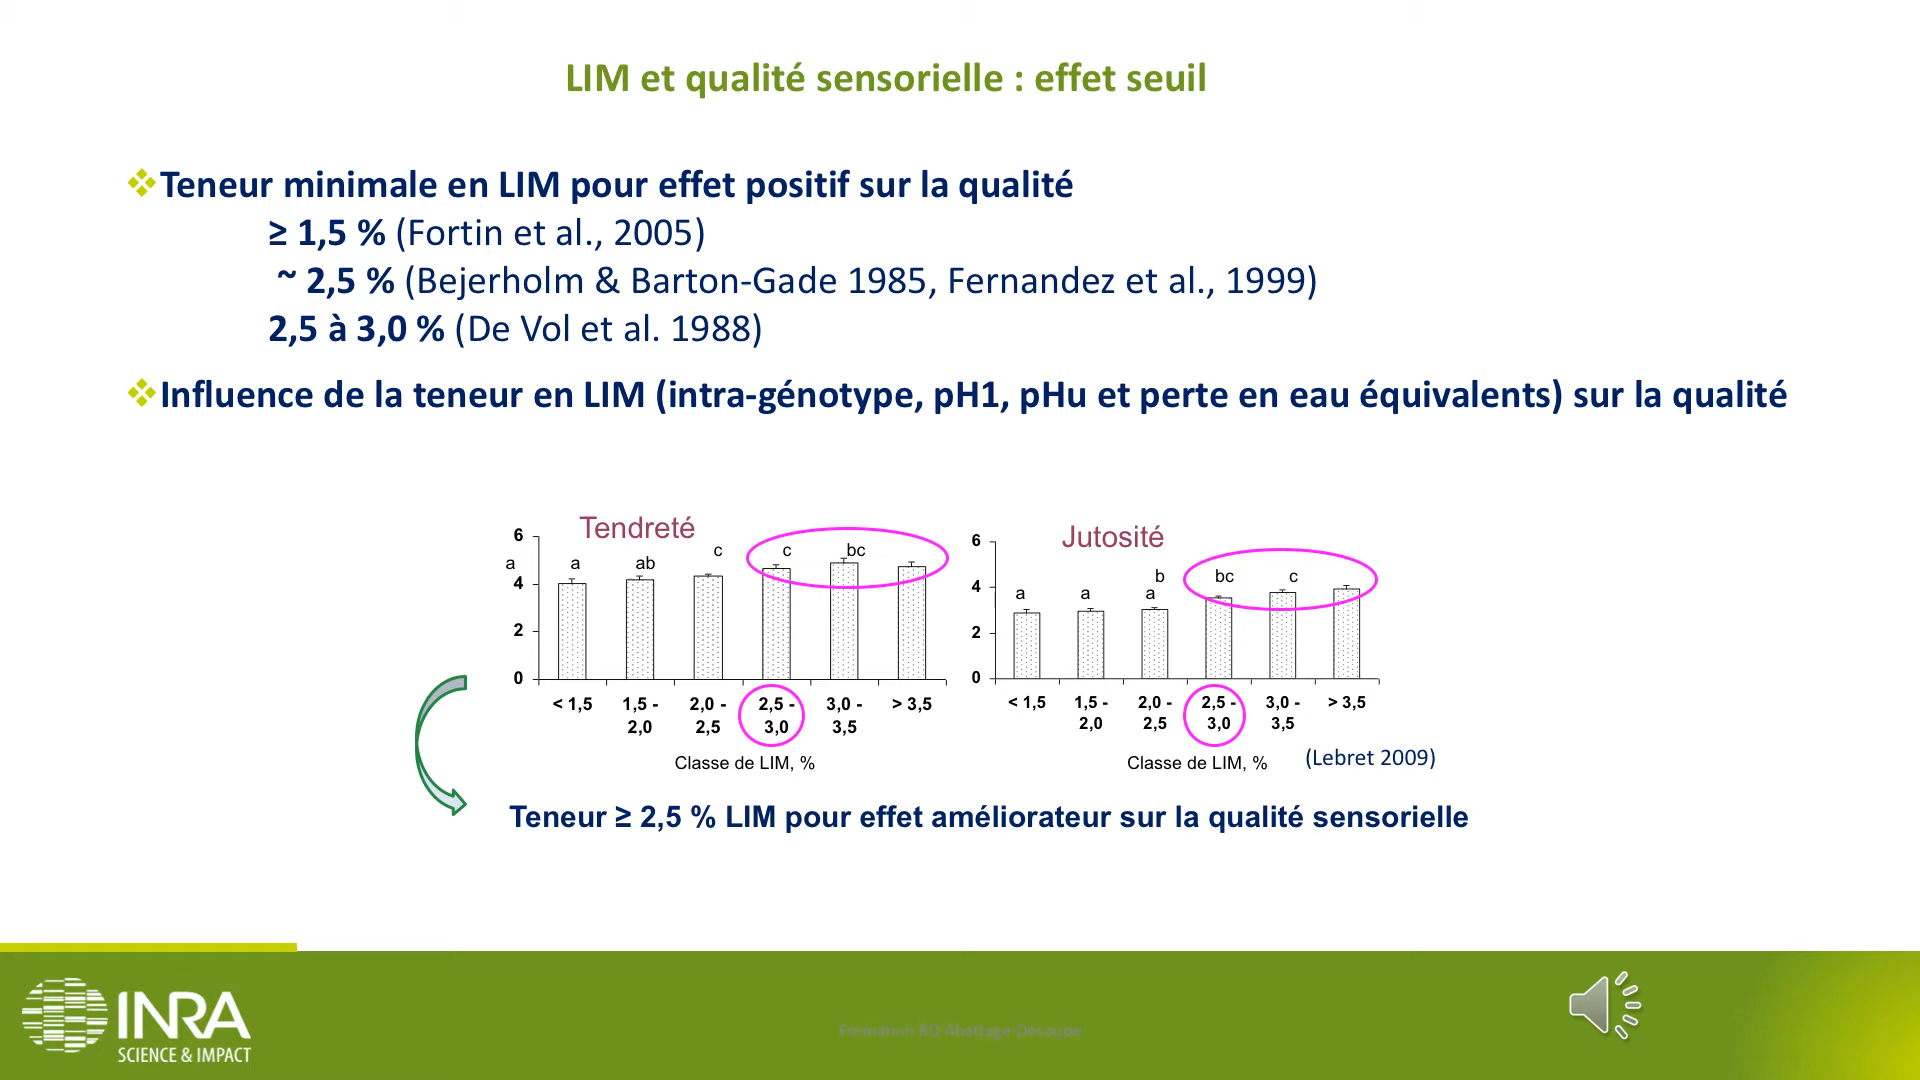 LIM et qualité sensorielle : effet seuil
Teneur minimale en LIM pour effet positif sur la qualité
≥ 1,5 % (Fortin et al., 2005)
~ 2,5 % (Bejerholm & Barton-Gade 1985, Fernandez et al., 1999)
2,5 à 3,0 % (De Vol et al. 1988)
Influence de la teneur en LIM (intra-génotype, pH1, pHu et perte en eau équivalents) sur la qualité
Tendreté
6
4
2
0
a a ab c c bc
< 1,5 1,5 - 2,0 - 2,5 - 3,0 - > 3,5
2,0 2,5 3,0 3,5
Classe de LIM, %
Jutosité
6
4
2
0
b bc c
a a a
< 1,5 1,5 - 2,0 - 2,5 - 3,0 - > 3,5
2,0 2,5 3,0 3,5
Classe de LIM, %
(Lebret 2009)
Teneur ≥ 2,5 % LIM pour effet améliorateur sur la qualité sensorielle
INRA
SCIENCE & IMPACT
Formation RQ Abattage-Découpe